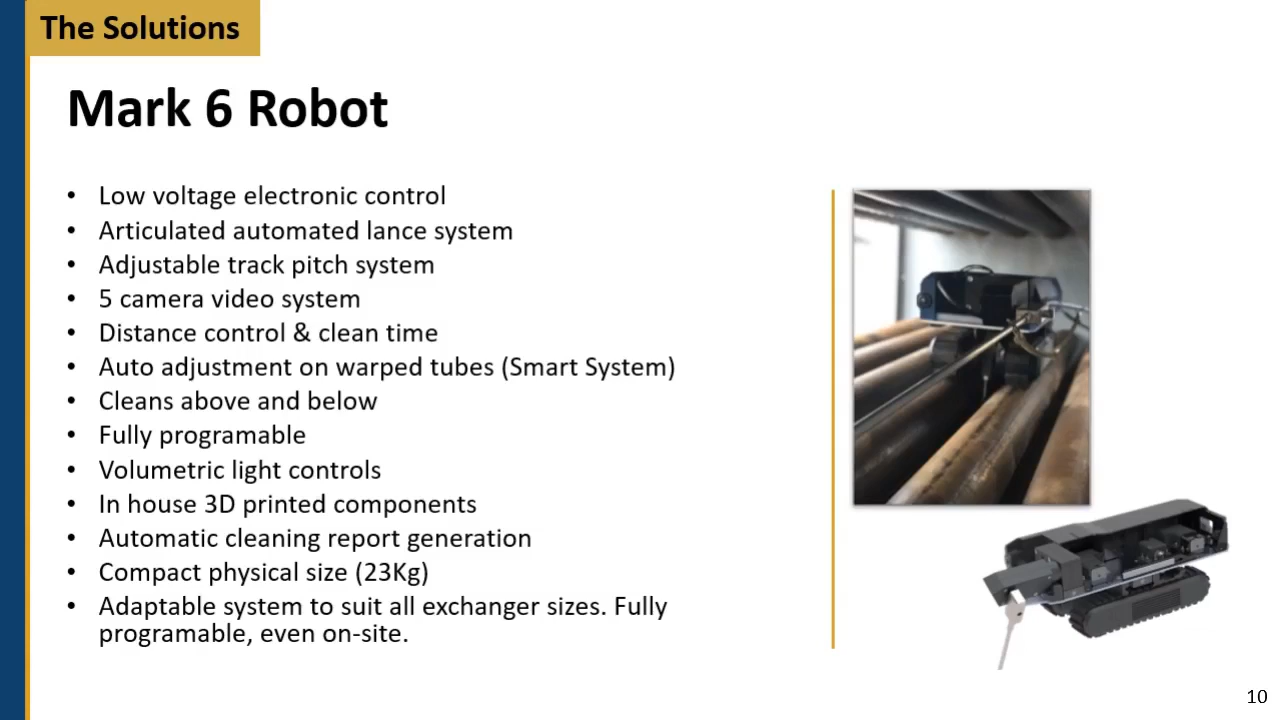 The Solutions
Mark 6 Robot
• Low voltage electronic control
• Articulated automated lance system
• Adjustable track pitch system
• 5 camera video system
• Distance control & clean time
• Auto adjustment on warped tubes (Smart System)
• Cleans above and below
• Fully programable
• Volumetric light controls
• In house 3D printed components
• Automatic cleaning report generation
• Compact physical size (23Kg)
• Adaptable system to suit all exchanger sizes. Fully
programable, even on-site.
10